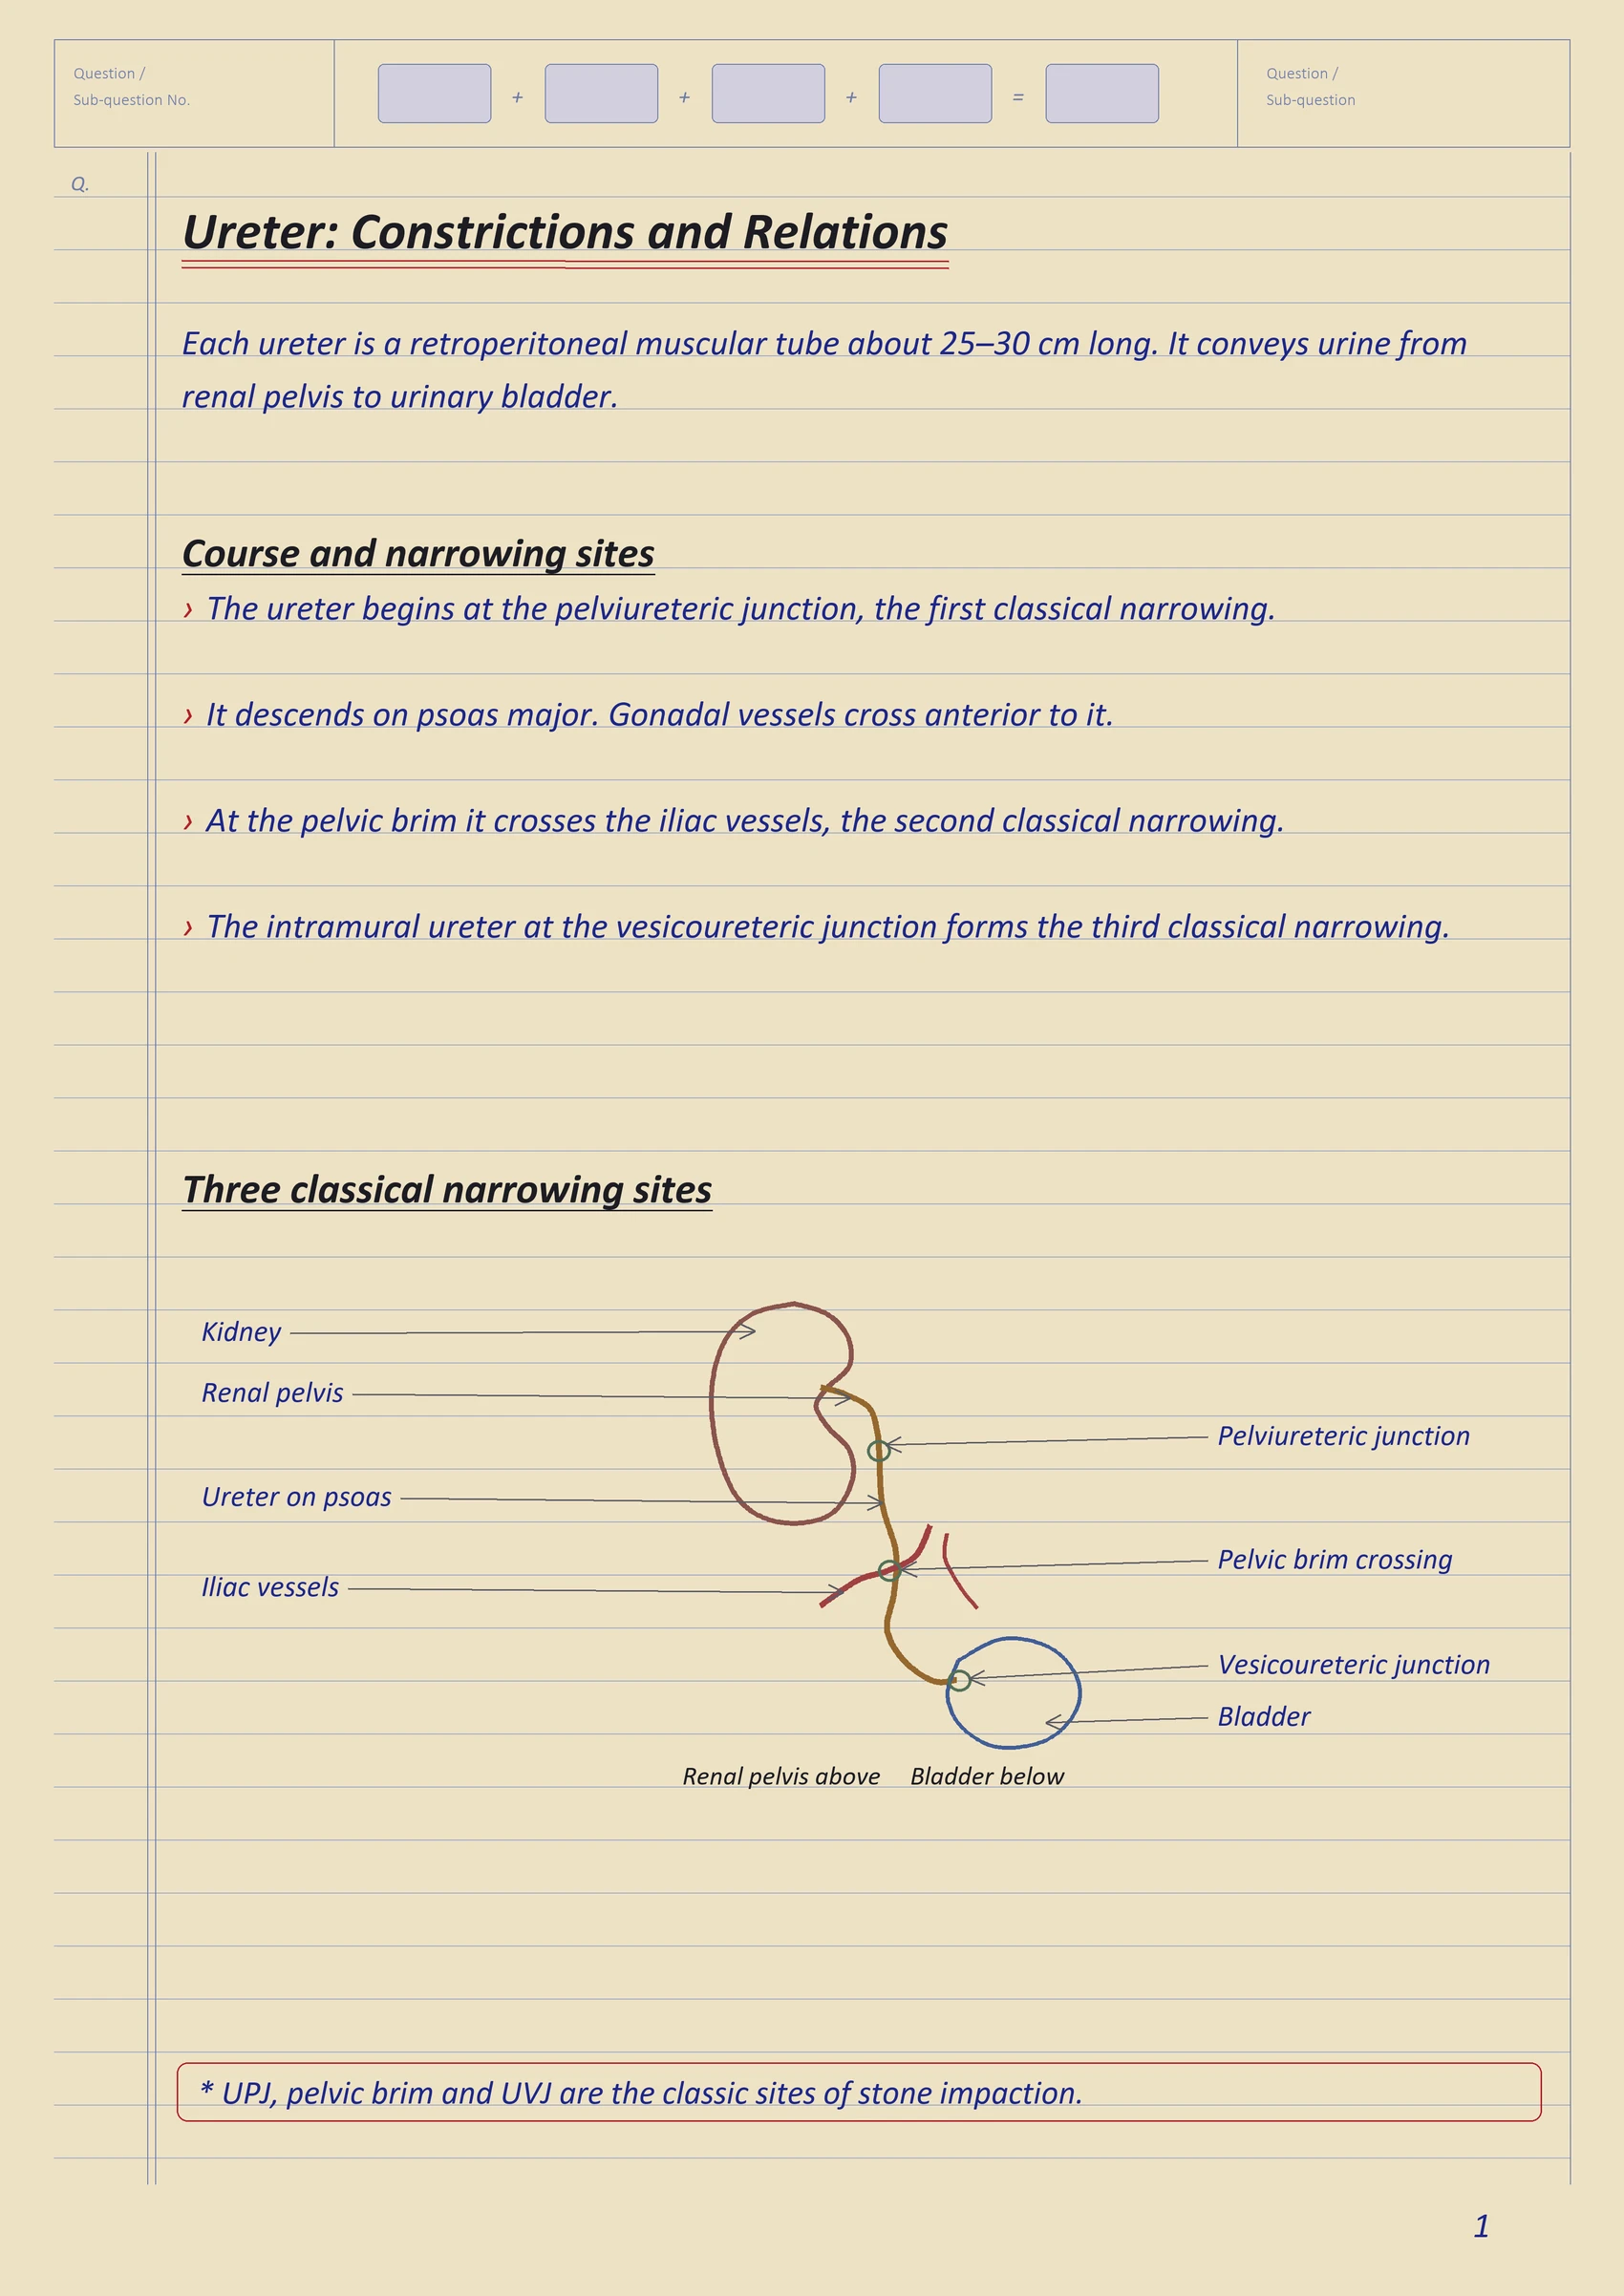 Question /
Sub-question No.
+ + + =
Question /
Sub-question
Q.
Ureter: Constrictions and Relations
Each ureter is a retroperitoneal muscular tube about 25–30 cm long. It conveys urine from
renal pelvis to urinary bladder.
Course and narrowing sites
› The ureter begins at the pelviureteric junction, the first classical narrowing.
› It descends on psoas major. Gonadal vessels cross anterior to it.
› At the pelvic brim it crosses the iliac vessels, the second classical narrowing.
› The intramural ureter at the vesicoureteric junction forms the third classical narrowing.
Three classical narrowing sites
Kidney
Renal pelvis
Pelviureteric junction
Ureter on psoas
Pelvic brim crossing
Iliac vessels
Vesicoureteric junction
Bladder
Renal pelvis above
Bladder below
* UPJ, pelvic brim and UVJ are the classic sites of stone impaction.
1